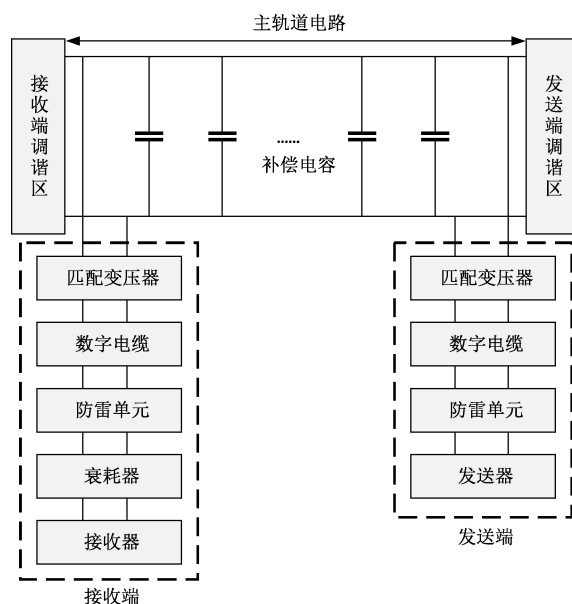 主轨道电路
接收端调谐区
发送端调谐区
......
补偿电容
匹配变压器
数字电缆
防雷单元
衰耗器
接收器
接收端
匹配变压器
数字电缆
防雷单元
发送器
发送端